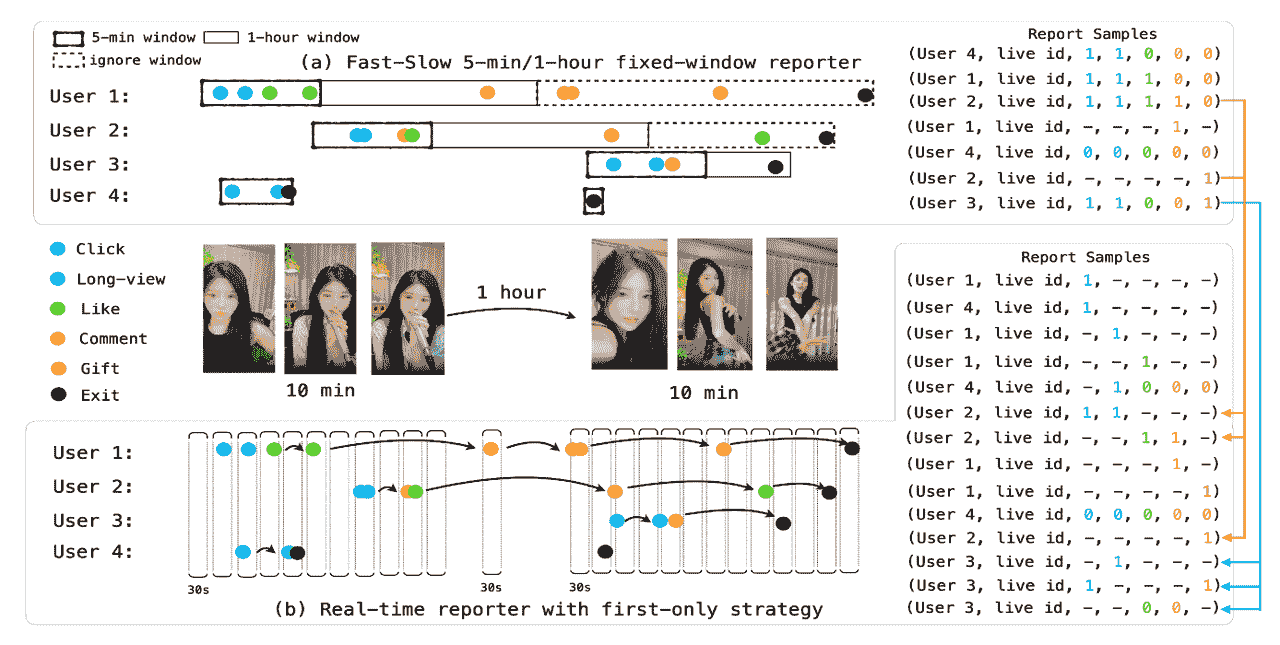 5-min window 1-hour window
ignore window
(a) Fast-Slow 5-min/1-hour fixed-window reporter
User 1:
User 2:
User 3:
User 4:
Report Samples
(User 4, live id, 1, 1, 0, 0, 0)
(User 1, live id, 1, 1, 1, 0, 0)
(User 2, live id, 1, 1, 1, 1, 0)
(User 1, live id, –, –, –, 1, –)
(User 4, live id, 0, 0, 0, 0, 0)
(User 2, live id, –, –, –, –, 1)
(User 3, live id, 1, 1, 0, 0, 1)
Click
Long-view
Like
Comment
Gift
Exit
10 min
1 hour
10 min
Report Samples
(User 1, live id, 1, –, –, –, –)
(User 4, live id, 1, –, –, –, –)
(User 1, live id, –, 1, –, –, –)
(User 1, live id, –, –, 1, –, –)
(User 4, live id, –, 1, 0, 0, 0)
(User 2, live id, 1, 1, –, –, –)
(User 2, live id, –, –, 1, 1, –)
(User 1, live id, –, –, –, 1, –)
(User 1, live id, –, –, –, –, 1)
(User 4, live id, 0, 0, 0, 0, 0)
(User 2, live id, –, –, –, –, 1)
(User 3, live id, –, 1, –, –, –)
(User 3, live id, 1, –, –, –, 1)
(User 3, live id, –, –, 0, 0, –)
User 1:
User 2:
User 3:
User 4:
30s
30s
30s
(b) Real-time reporter with first-only strategy